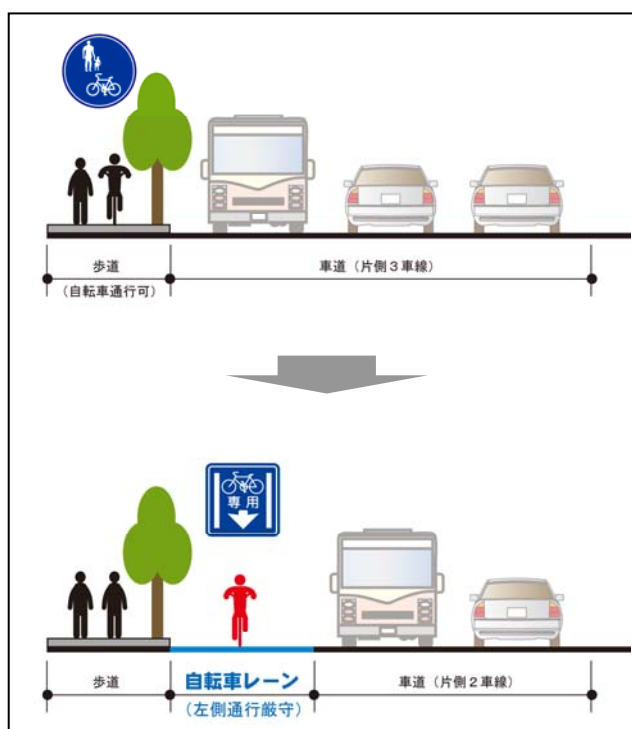 歩道
(自転車通行可)
車道(片側3車線)
専用
歩道
自転車レーン
(左側通行厳守)
車道(片側2車線)